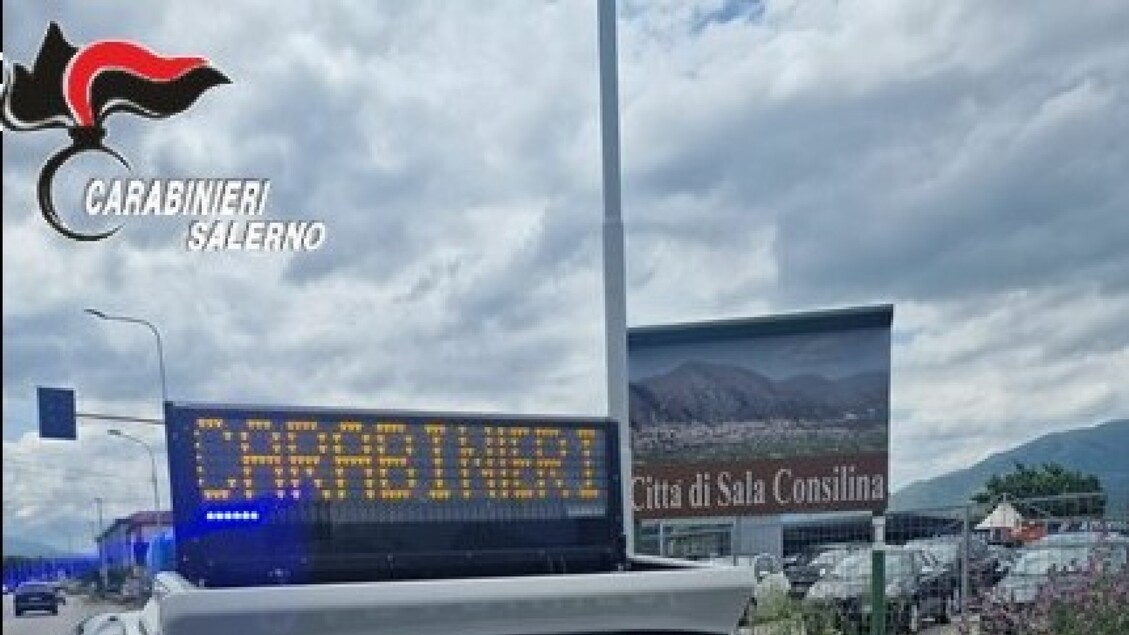 CARABINIERI
SALERNO
CARABINIERI
Città di Sala Consilina